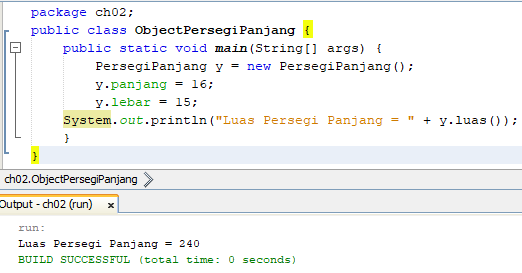 package ch02;
public class ObjectPersegiPanjang {
public static void main(String[] args) {
PersegiPanjang y = new PersegiPanjang();
y.panjang = 16;
y.lebar = 15;
System.out.println("Luas Persegi Panjang = " + y.luas());
}
}
ch02.ObjectPersegiPanjang
Output - ch02 (run) x
run:
Luas Persegi Panjang = 240
BUILD SUCCESSFUL (total time: 0 seconds)